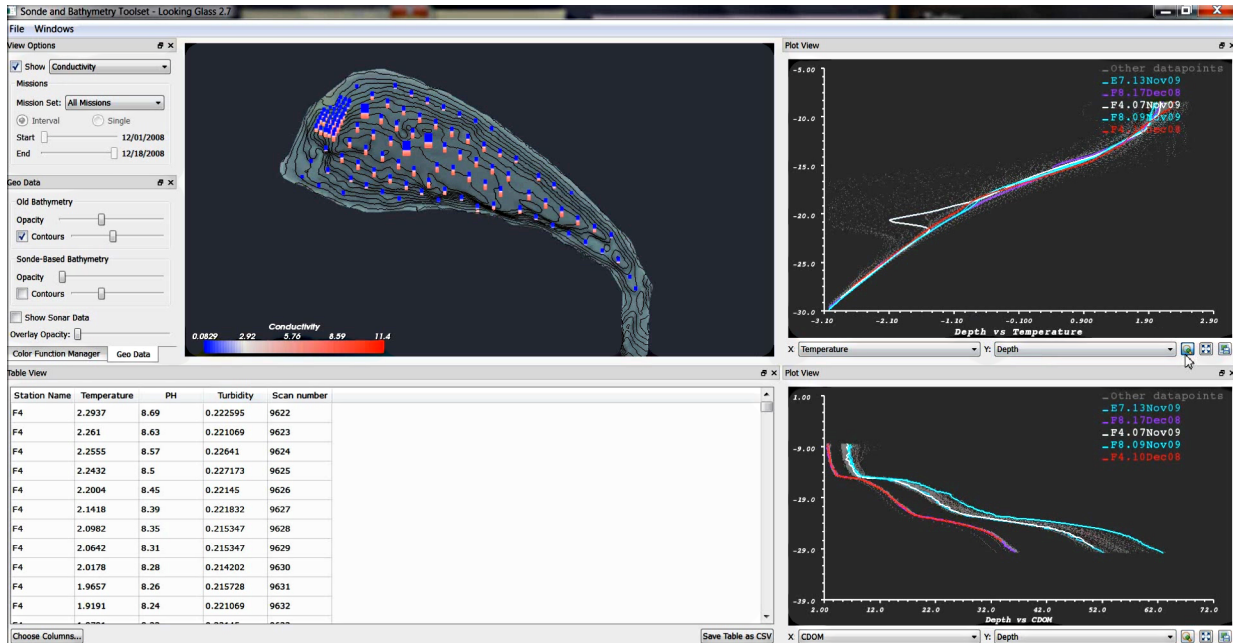 Sonde and Bathymetry Toolset - Looking Glass 2.7
File Windows
View Options
Show Conductivity
Missions
Mission Set: All Missions
Interval Single
Start 12/01/2008
End 12/18/2008
Geo Data
Old Bathymetry
Opacity
Contours
Sonde-Based Bathymetry
Opacity
Contours
Show Sonar Data
Overlay Opacity:
Color Function Manager Geo Data
Conductivity
0.0829 2.92 5.76 8.59 11.4
Plot View
-5.00
-10.0
-15.0
-20.0
-25.0
-30.0
Other datapoints
E7.13Nov09
F8.17Dec08
F4.07Nov09
F8.09Nov09
-3.10 -2.10 -1.10 -0.100 0.900 1.90 2.90
Depth vs Temperature
X: Temperature Y: Depth
Table View
Station Name Temperature PH Turbidity Scan number
F4 2.2937 8.69 0.222595 9622
F4 2.261 8.63 0.221069 9623
F4 2.2555 8.57 0.22641 9624
F4 2.2432 8.5 0.227173 9625
F4 2.2004 8.45 0.22145 9626
F4 2.1418 8.39 0.221832 9627
F4 2.0982 8.35 0.215347 9628
F4 2.0642 8.31 0.215347 9629
F4 2.0178 8.28 0.214202 9630
F4 1.9657 8.26 0.215728 9631
F4 1.9191 8.24 0.221069 9632
Choose Columns... Save Table as CSV
Plot View
1.00
-9.00
-19.0
-29.0
-39.0
Other datapoints
E7.13Nov09
F8.17Dec08
F4.07Nov09
F8.09Nov09
F4.10Dec08
2.00 12.0 22.0 32.0 42.0 52.0 62.0 72.0
Depth vs CDOM
X CDOM Y: Depth